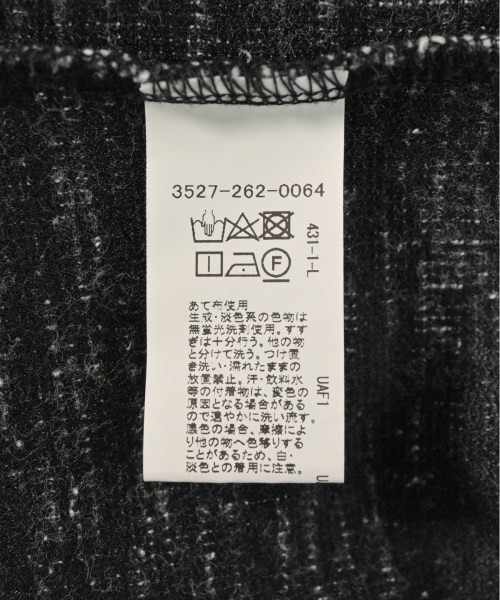 3527-262-0064
431-1-L
F
あて布使用
生成・淡色系の色物は
無蛍光洗剤使用。すす
ぎは十分行う。他の物
と分けて洗う。つけ置
き洗い・濡れたままの
放置禁止。汗・飲料水
等の付着物は、変色の
原因となる場合がある
ので速やかに洗い流す。
濃色の場合、摩擦によ
り他の物へ色移りする
ことがあるため、白・
淡色との着用に注意。
UAF1